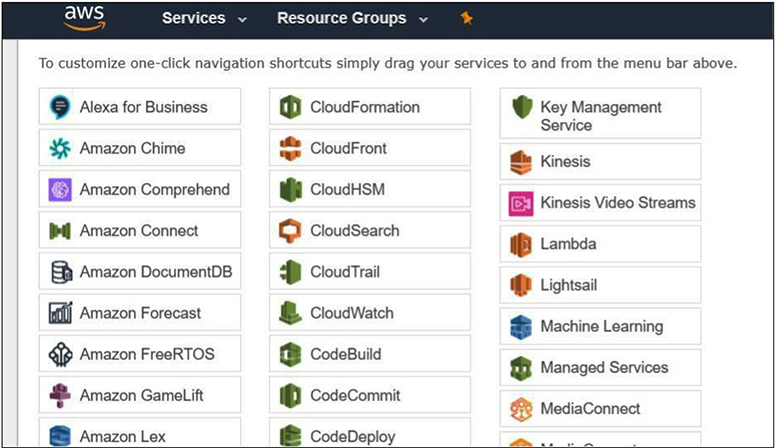 aws
Services
Resource Groups
To customize one-click navigation shortcuts simply drag your services to and from the menu bar above.
Alexa for Business
Amazon Chime
Amazon Comprehend
Amazon Connect
Amazon DocumentDB
Amazon Forecast
Amazon FreeRTOS
Amazon GameLift
Amazon Lex
CloudFormation
CloudFront
CloudHSM
CloudSearch
CloudTrail
CloudWatch
CodeBuild
CodeCommit
CodeDeploy
Key Management
Service
Kinesis
Kinesis Video Streams
Lambda
Lightsail
Machine Learning
Managed Services
MediaConnect